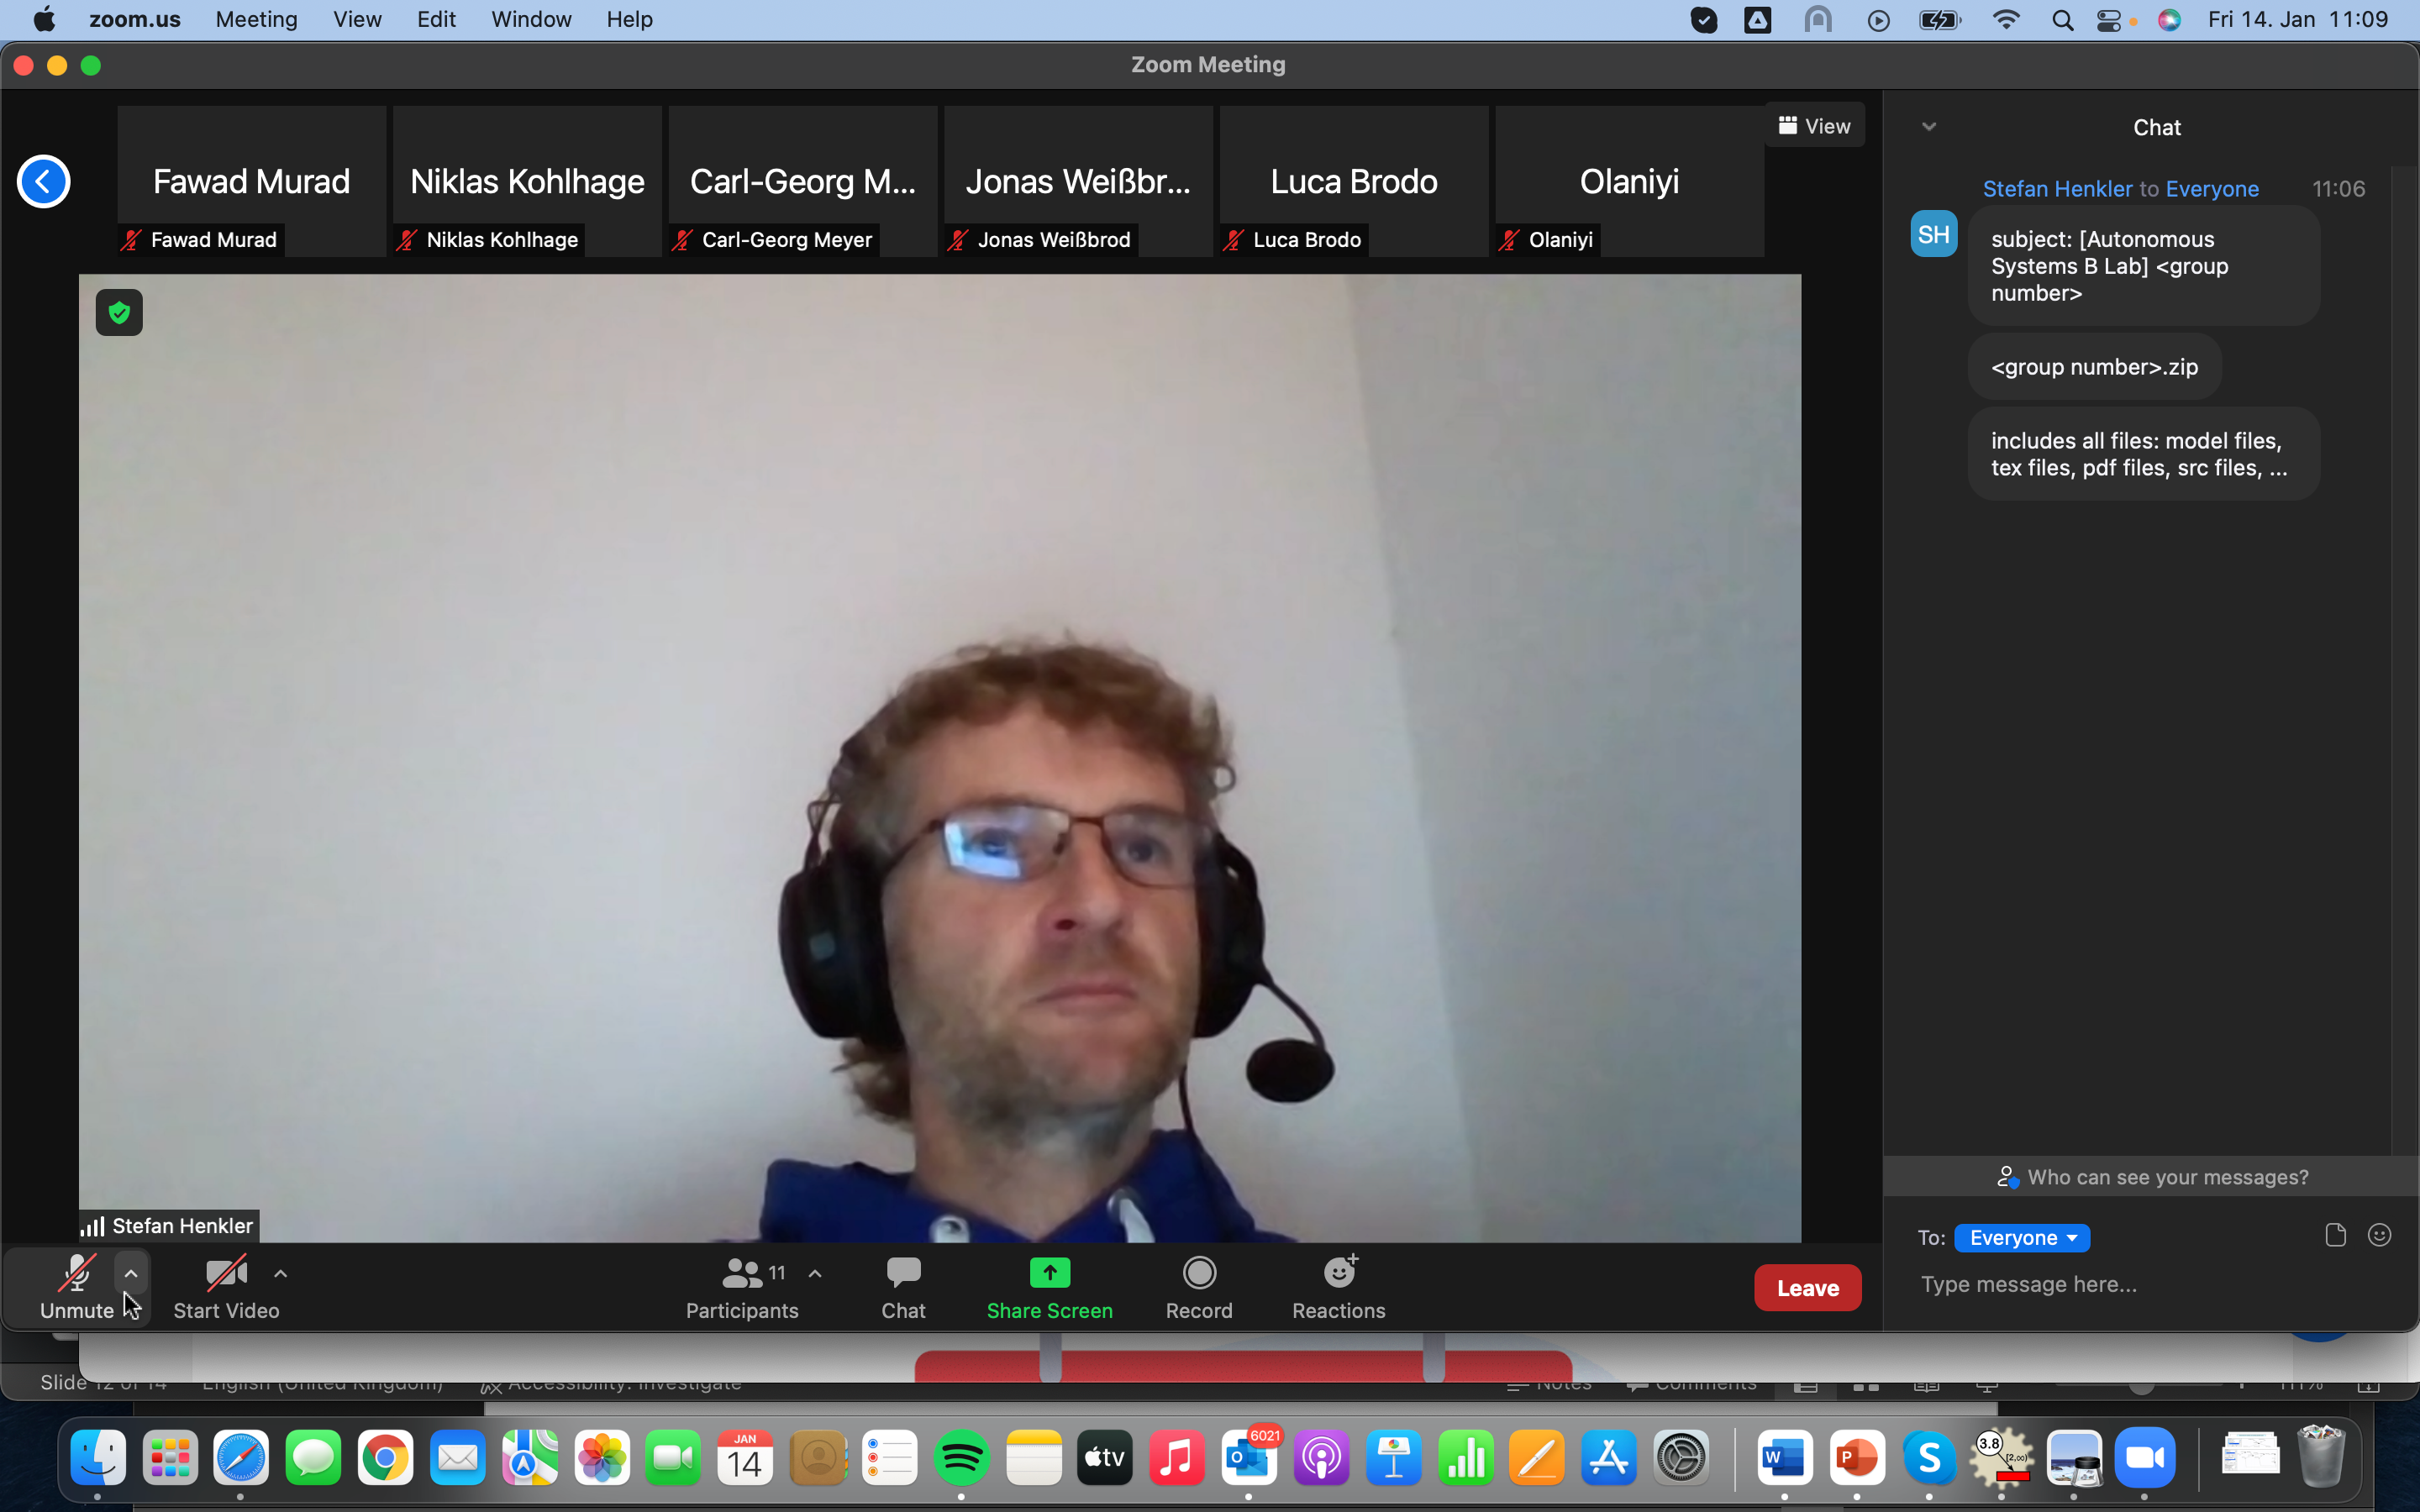 zoom.us Meeting View Edit Window Help Fri 14. Jan 11:09
Zoom Meeting
Fawad Murad
Fawad Murad
Niklas Kohlhage
Niklas Kohlhage
Carl-Georg M...
Carl-Georg Meyer
Jonas Weißbr...
Jonas Weißbrod
Luca Brodo
Luca Brodo
Olaniyi
Olaniyi
View
Stefan Henkler
Unmute
Start Video
11
Participants
Chat
Share Screen
Record
Reactions
Leave
Chat
Stefan Henkler to Everyone 11:06
SH
subject: [Autonomous
Systems B Lab] <group
number>
<group number>.zip
includes all files: model files,
tex files, pdf files, src files, ...
Who can see your messages?
To: Everyone
Type message here...
Slide 12 of 14 English (United Kingdom) Accessibility: Investigate Notes Comments 111%
JAN
14
tv
6021
O
W
P
S
3.8
[2,∞)